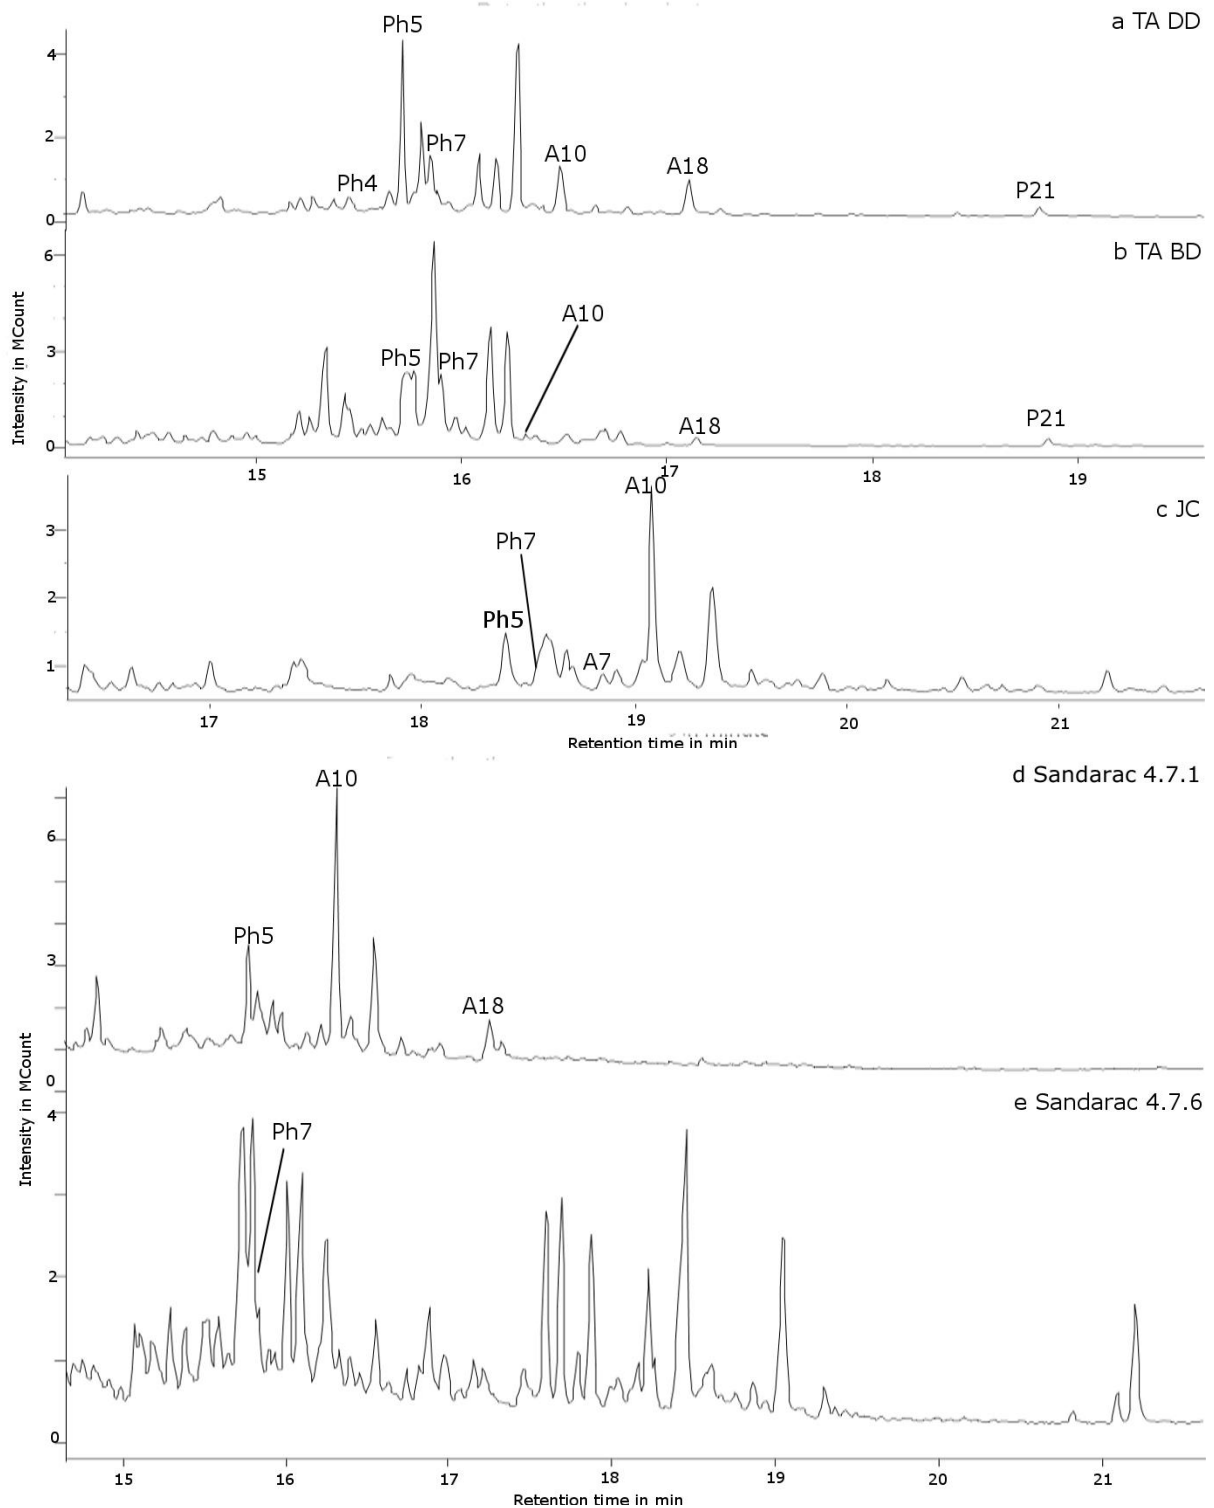 a TA DD
Ph5
4
2
Ph7
A10
Ph4
A18
P21
0
b TA BD
6
A10
3
Ph5
Ph7
A18
P21
0
Intensity in MCount
15
16
17
18
19
A10
c JC
3
Ph7
2
Ph5
A7
1
17
18
19
20
21
Retention time in min
d Sandarac 4.7.1
A10
6
Ph5
3
A18
0
e Sandarac 4.7.6
4
Ph7
2
0
Intensity in MCount
15
16
17
18
19
20
21
Retention time in min